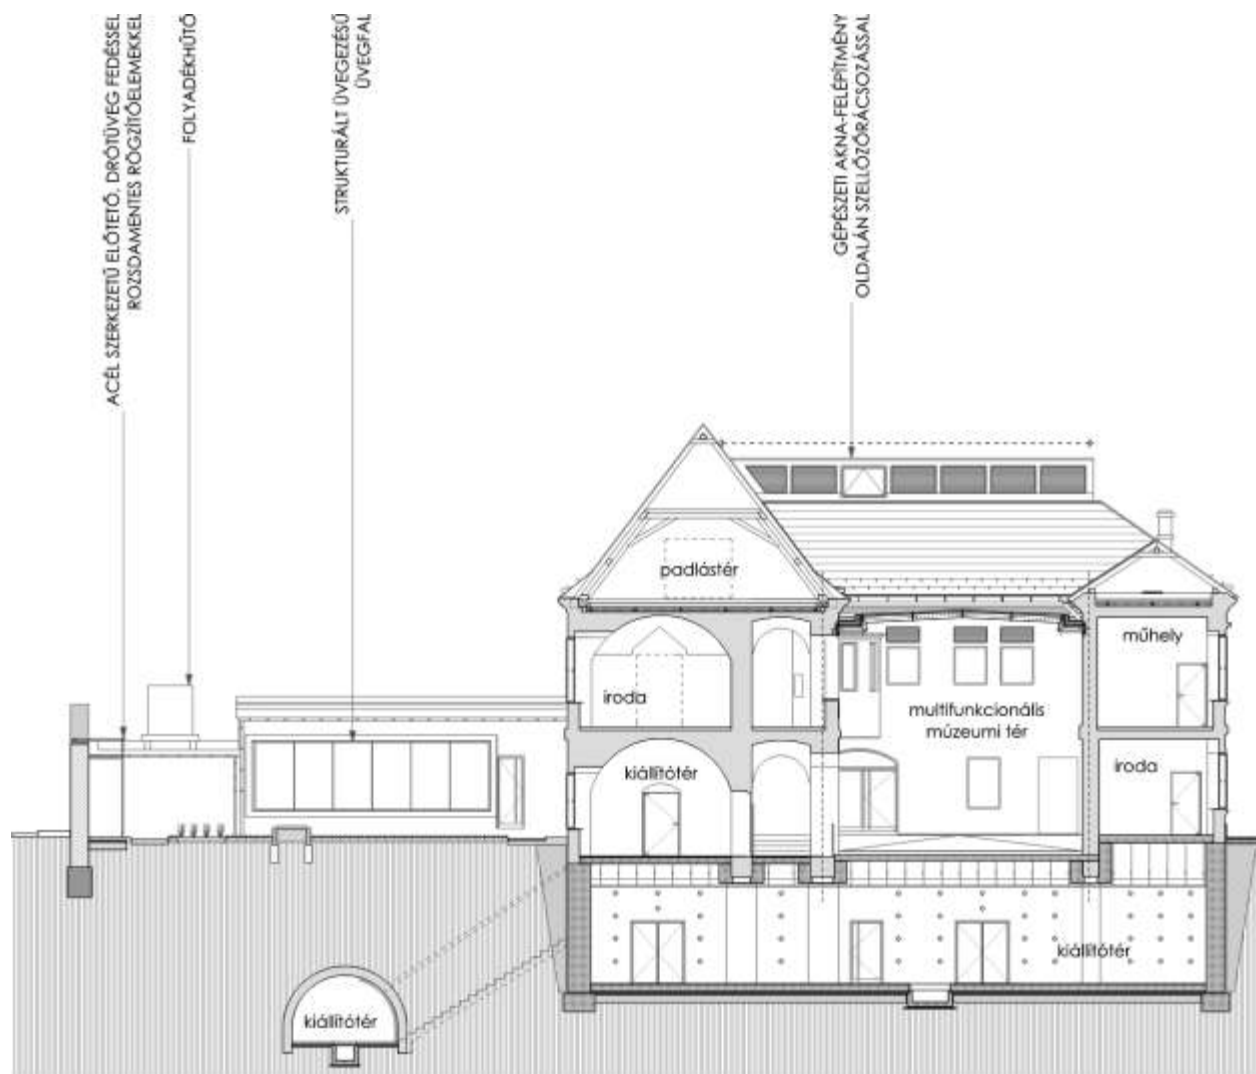 ACÉL SZERKEZETŰ ELŐTETŐ, DRÓTÜVEG FEDÉSSEL
ROZSDAMENTES RÖGZÍTŐELEMEKKEL
FOLYADÉKHŰTŐ
STRUKTURÁLT ÜVEGEZÉSŰ
ÜVEGFAL
GÉPÉSZETI AKNA-FELÉPÍTMÉNY
OLDALÁN SZELLŐZŐRÁCSOZÁSSAL
padlástér
iroda
műhely
multifunkcionális
múzeumi tér
kiállítótér
iroda
kiállítótér
kiállítótér